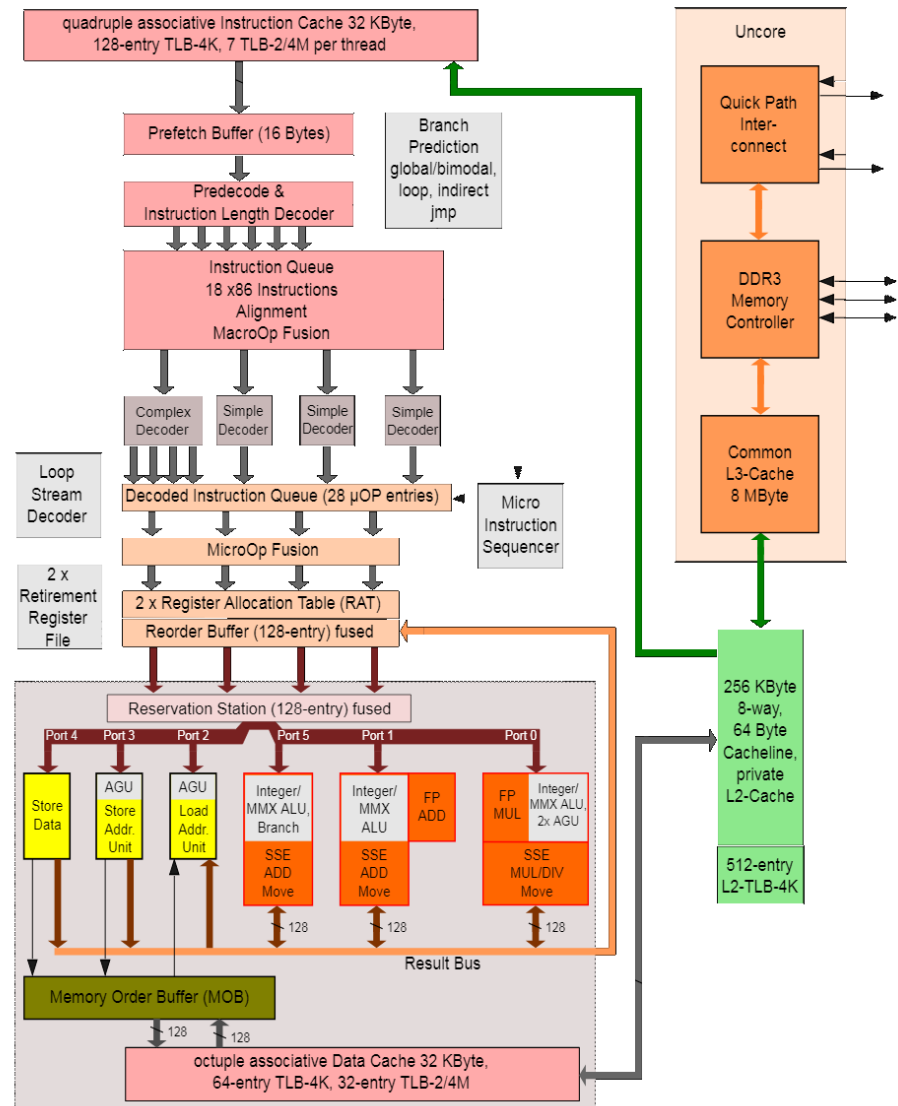 quadruple associative Instruction Cache 32 KByte,
128-entry TLB-4K, 7 TLB-2/4M per thread
Prefetch Buffer (16 Bytes)
Predecode &
Instruction Length Decoder
Branch
Prediction
global/bimodal,
loop, indirect
jmp
Instruction Queue
18 x86 Instructions
Alignment
MacroOp Fusion
Complex
Decoder
Simple
Decoder
Simple
Decoder
Simple
Decoder
Loop
Stream
Decoder
Decoded Instruction Queue (28 µOP entries)
Micro
Instruction
Sequencer
MicroOp Fusion
2 x
Retirement
Register
File
2 x Register Allocation Table (RAT)
Reorder Buffer (128-entry) fused
Reservation Station (128-entry) fused
Port 4
Port 3
Port 2
Port 5
Port 1
Port 0
Store
Data
AGU
Store
Addr.
Unit
AGU
Load
Addr.
Unit
Integer/
MMX ALU,
Branch
SSE
ADD
Move
Integer/
MMX
ALU
FP
ADD
SSE
ADD
Move
FP
MUL
Integer/
MMX ALU,
2x AGU
SSE
MUL/DIV
Move
128
128
128
Result Bus
Memory Order Buffer (MOB)
128
128
octuple associative Data Cache 32 KByte,
64-entry TLB-4K, 32-entry TLB-2/4M
Uncore
Quick Path
Inter-
connect
DDR3
Memory
Controller
Common
L3-Cache
8 MByte
256 KByte
8-way,
64 Byte
Cacheline,
private
L2-Cache
512-entry
L2-TLB-4K